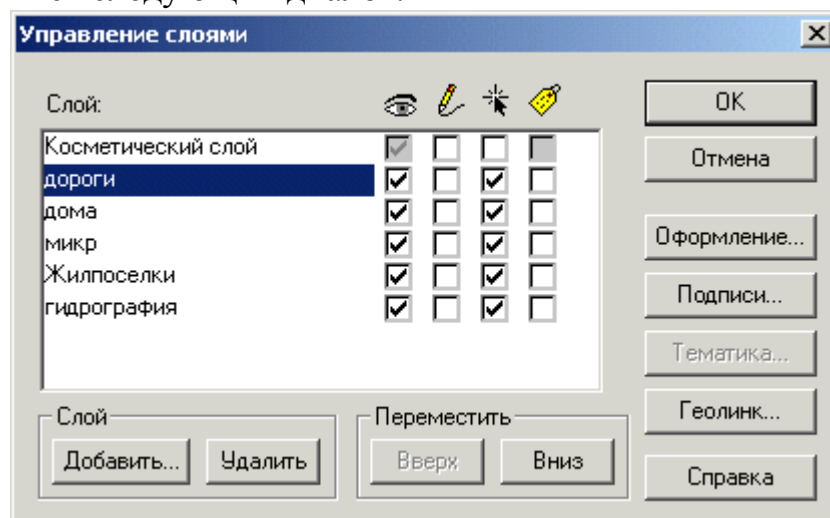 Управление слоями
Слой:
OK
Косметический слой
Отмена
дороги
дома
микр
Оформление...
Жилпоселки
Подписи...
гидрография
Тематика...
Слой
Переместить
Геолинк...
Добавить...
Удалить
Вверх
Вниз
Справка